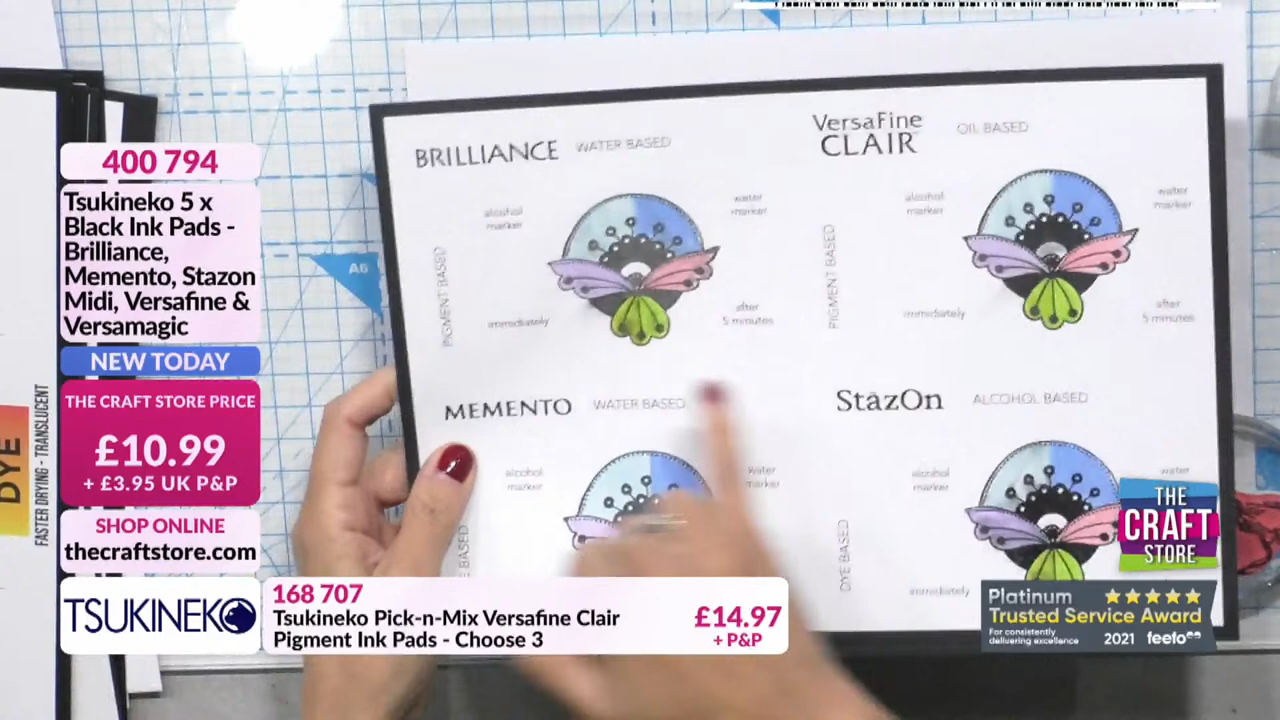 400 794
Tsukineko 5 x
Black Ink Pads -
Brilliance,
Memento, Stazon
Midi, Versafine &
Versamagic
NEW TODAY
THE CRAFT STORE PRICE
£10.99
+ £3.95 UK P&P
SHOP ONLINE
thecraftstore.com
TSUKINEKO
168 707
Tsukineko Pick-n-Mix Versafine Clair
Pigment Ink Pads - Choose 3
£14.97
+ P&P
BRILLIANCE WATER BASED
alcohol
marker
water
marker
PIGMENT BASED
immediately
after
5 minutes
VersaFine
CLAIR
OIL BASED
alcohol
marker
water
marker
PIGMENT BASED
immediately
after
5 minutes
MEMENTO WATER BASED
alcohol
marker
water
marker
BASED
StazOn ALCOHOL BASED
alcohol
marker
water
DYE BASED
immediately
A6
DYE
FASTER DRYING - TRANSLUCENT
THE
CRAFT
STORE
Platinum
Trusted Service Award
For consistently
delivering excellence
2021 feefo